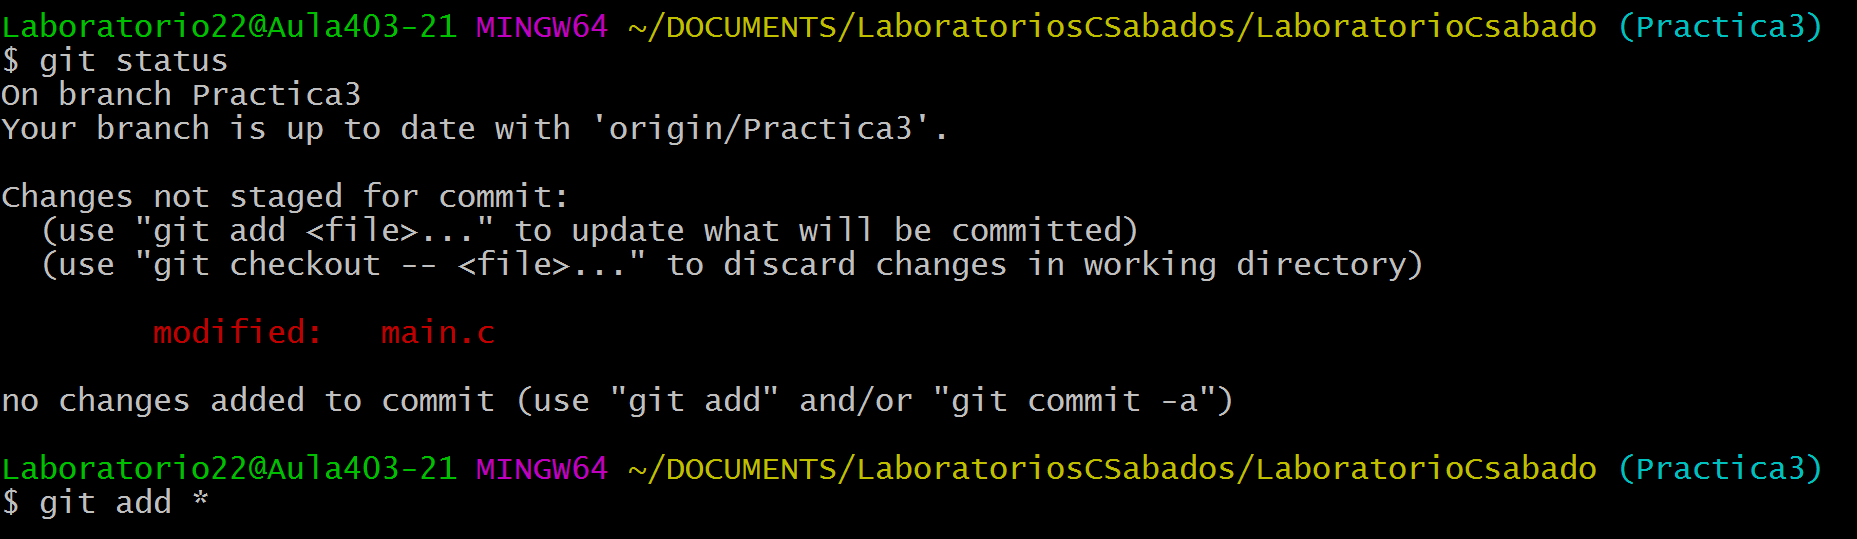 Laboratorio22@Aula403-21 MINGW64 ~/DOCUMENTS/LaboratoriosCSabados/LaboratorioCsabado (Practica3)
$ git status
On branch Practica3
Your branch is up to date with 'origin/Practica3'.
Changes not staged for commit:
  (use "git add <file>..." to update what will be committed)
  (use "git checkout -- <file>..." to discard changes in working directory)
        modified:   main.c
no changes added to commit (use "git add" and/or "git commit -a")
Laboratorio22@Aula403-21 MINGW64 ~/DOCUMENTS/LaboratoriosCSabados/LaboratorioCsabado (Practica3)
$ git add *